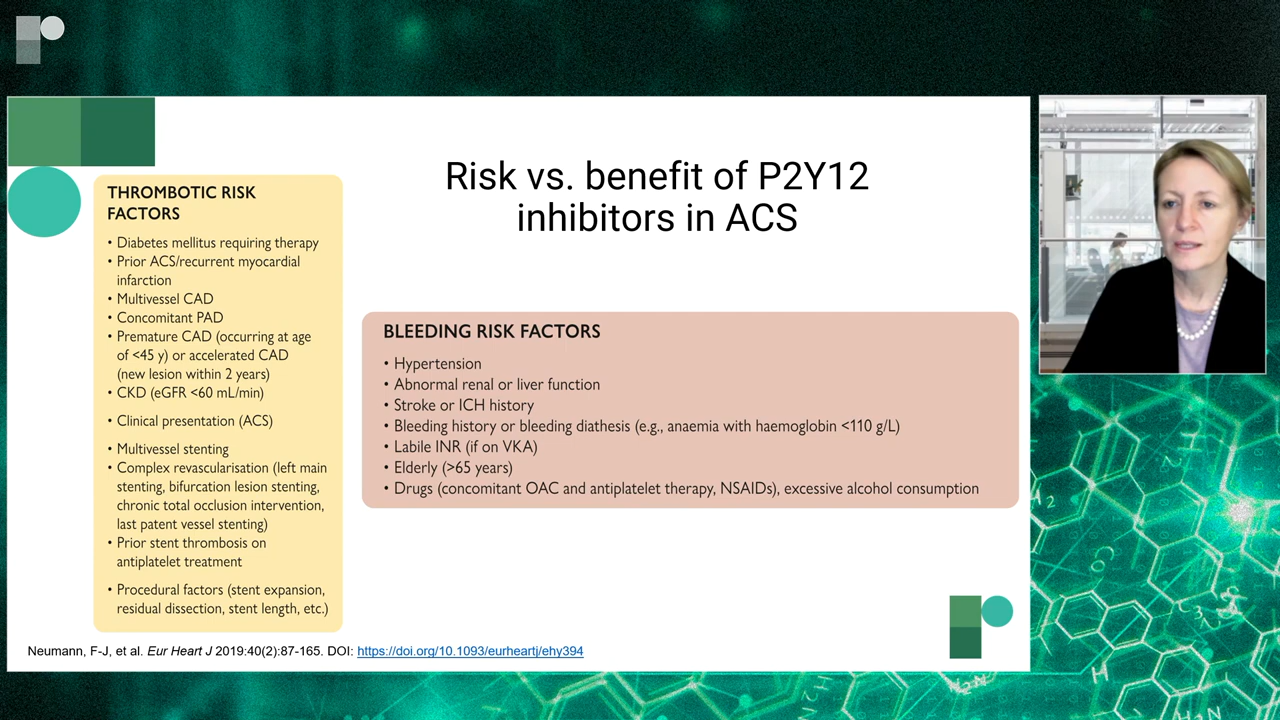 Risk vs. benefit of P2Y12
inhibitors in ACS
THROMBOTIC RISK
FACTORS
• Diabetes mellitus requiring therapy
• Prior ACS/recurrent myocardial
infarction
• Multivessel CAD
• Concomitant PAD
• Premature CAD (occurring at age
of <45 y) or accelerated CAD
(new lesion within 2 years)
• CKD (eGFR <60 mL/min)
• Clinical presentation (ACS)
• Multivessel stenting
• Complex revascularisation (left main
stenting, bifurcation lesion stenting,
chronic total occlusion intervention,
last patent vessel stenting)
• Prior stent thrombosis on
antiplatelet treatment
• Procedural factors (stent expansion,
residual dissection, stent length, etc.)
BLEEDING RISK FACTORS
• Hypertension
• Abnormal renal or liver function
• Stroke or ICH history
• Bleeding history or bleeding diathesis (e.g., anaemia with haemoglobin <110 g/L)
• Labile INR (if on VKA)
• Elderly (>65 years)
• Drugs (concomitant OAC and antiplatelet therapy, NSAIDs), excessive alcohol consumption
Neumann, F-J, et al. Eur Heart J 2019:40(2):87-165. DOI: https://doi.org/10.1093/eurheartj/ehy394